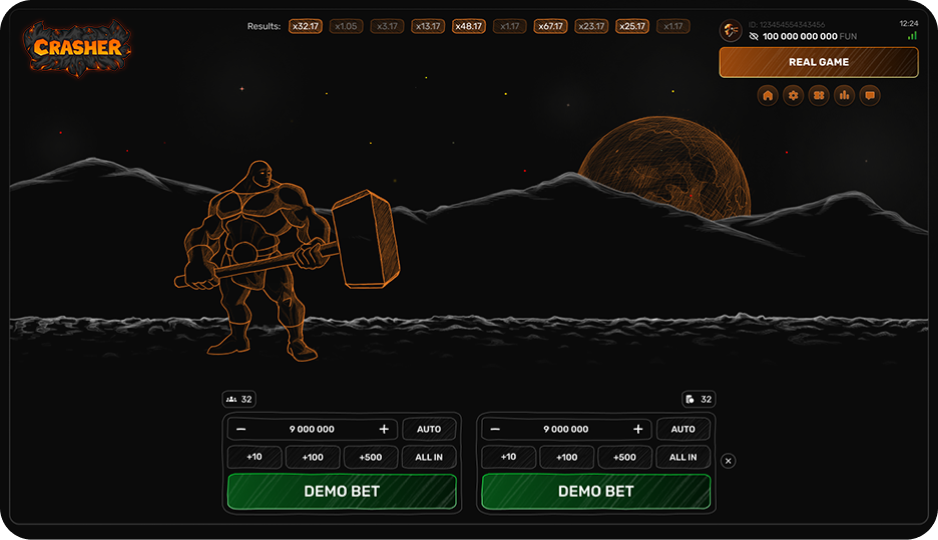 CRASHER
Results: x32.17 x1.05 x3.17 x13.17 x48.17 x1.17 x67.17 x23.17 x25.17 x1.17
ID: 123454554343456
12:24
100 000 000 000 FUN
REAL GAME
32
32
− 9 000 000 + AUTO
+10 +100 +500 ALL IN
DEMO BET
− 9 000 000 + AUTO
+10 +100 +500 ALL IN
DEMO BET